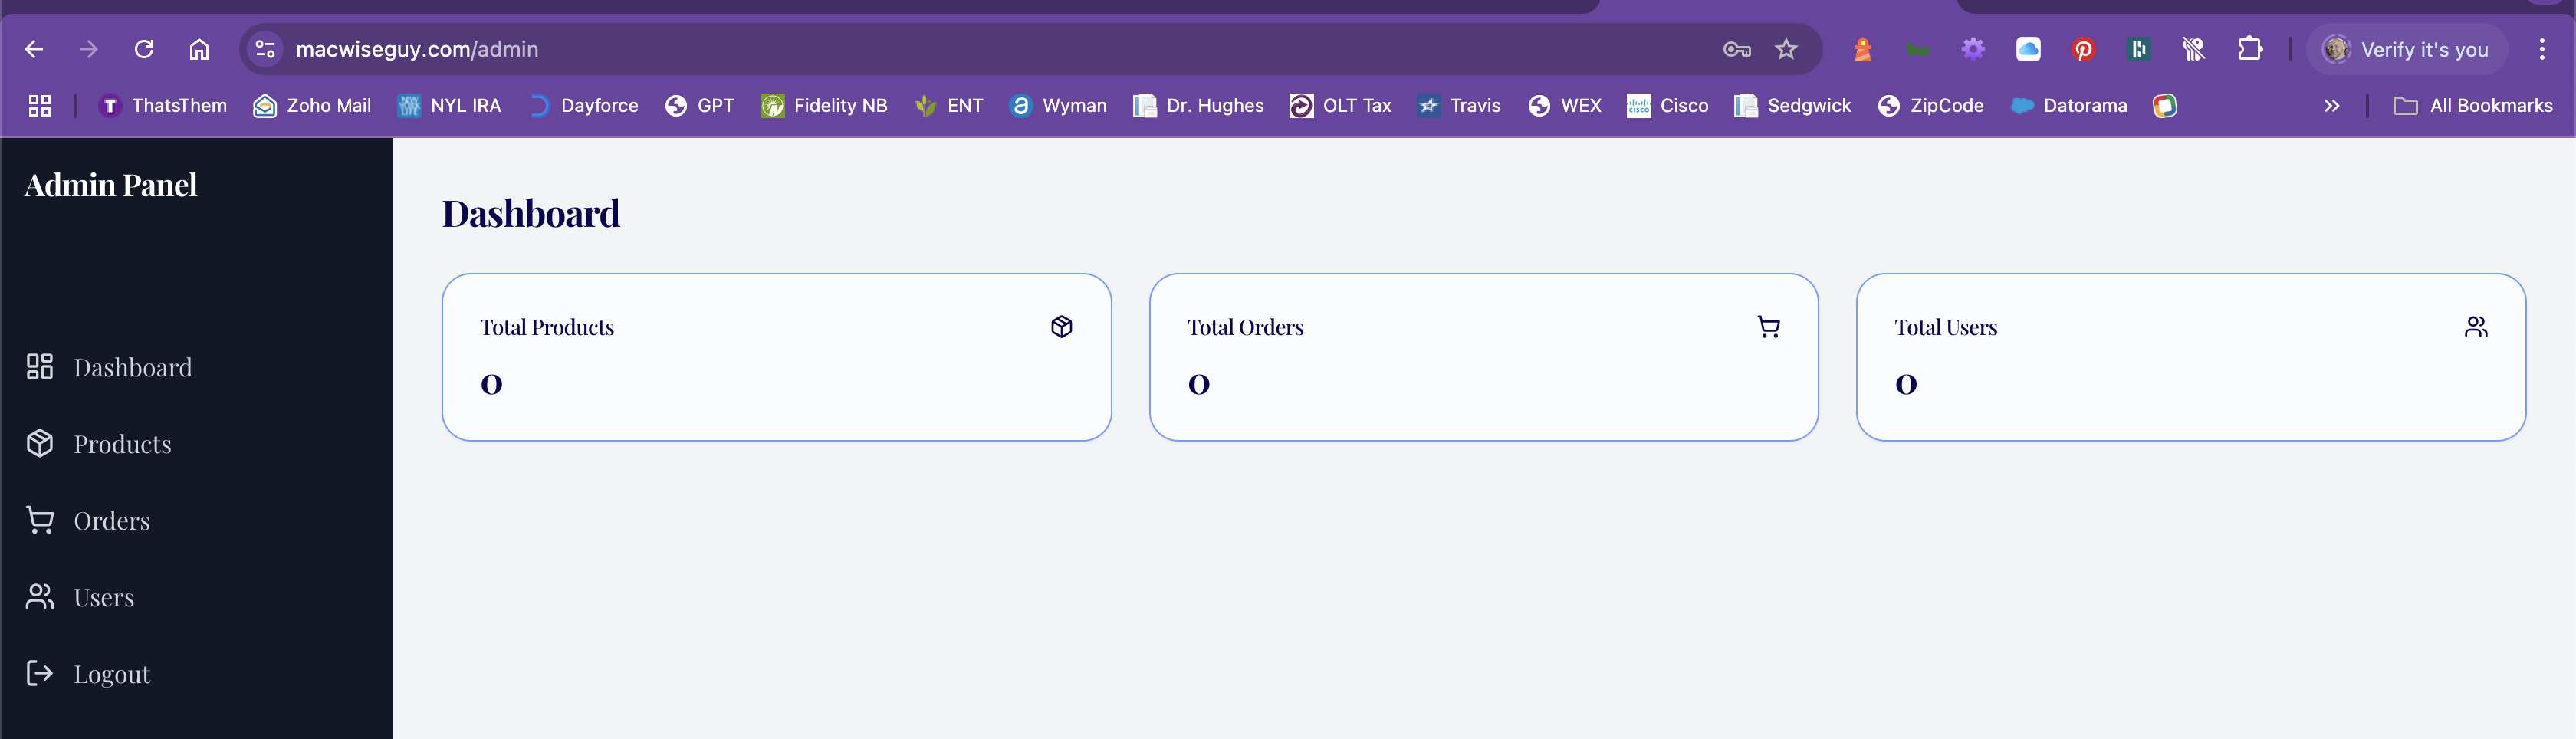 macwiseguy.com/admin
Verify it's you
ThatsThem Zoho Mail NYL IRA Dayforce GPT Fidelity NB ENT Wyman Dr. Hughes OLT Tax Travis WEX Cisco Sedgwick ZipCode Datorama All Bookmarks
Admin Panel
Dashboard
Products
Orders
Users
Logout
Dashboard
Total Products
0
Total Orders
0
Total Users
0